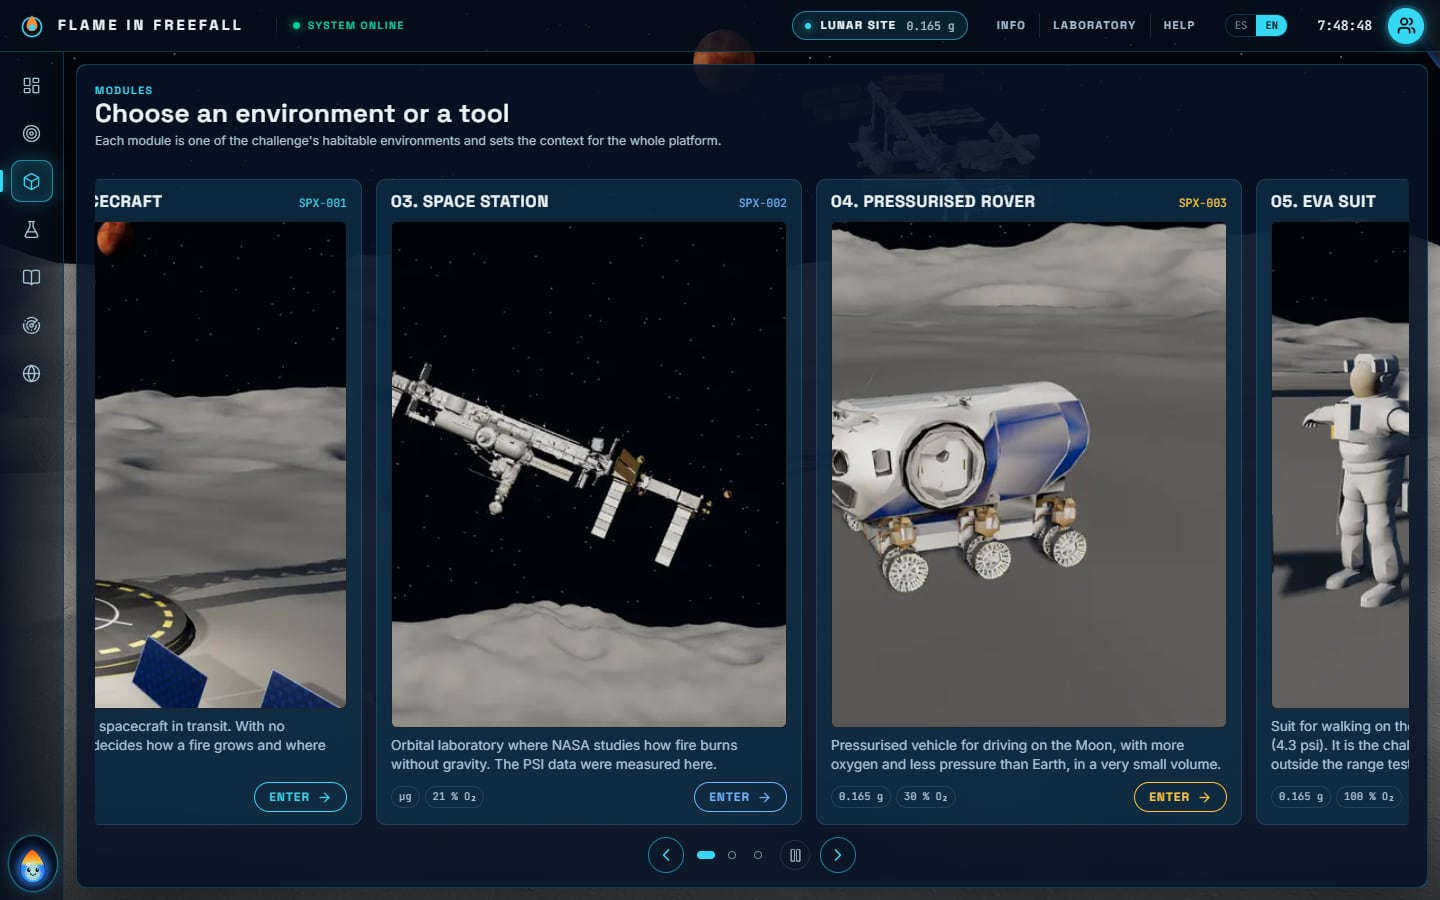 FLAME IN FREEFALL
SYSTEM ONLINE
LUNAR SITE 0.165 g
INFO
LABORATORY
HELP
ES EN
7:48:48
MODULES
Choose an environment or a tool
Each module is one of the challenge's habitable environments and sets the context for the whole platform.
CECRAFT SPX-001
spacecraft in transit. With no
decides how a fire grows and where
ENTER →
03. SPACE STATION SPX-002
Orbital laboratory where NASA studies how fire burns
without gravity. The PSI data were measured here.
µg 21 % O₂ ENTER →
04. PRESSURISED ROVER SPX-003
Pressurised vehicle for driving on the Moon, with more
oxygen and less pressure than Earth, in a very small volume.
0.165 g 30 % O₂ ENTER →
05. EVA SUIT
Suit for walking on the
(4.3 psi). It is the chal
outside the range test
0.165 g 100 % O₂